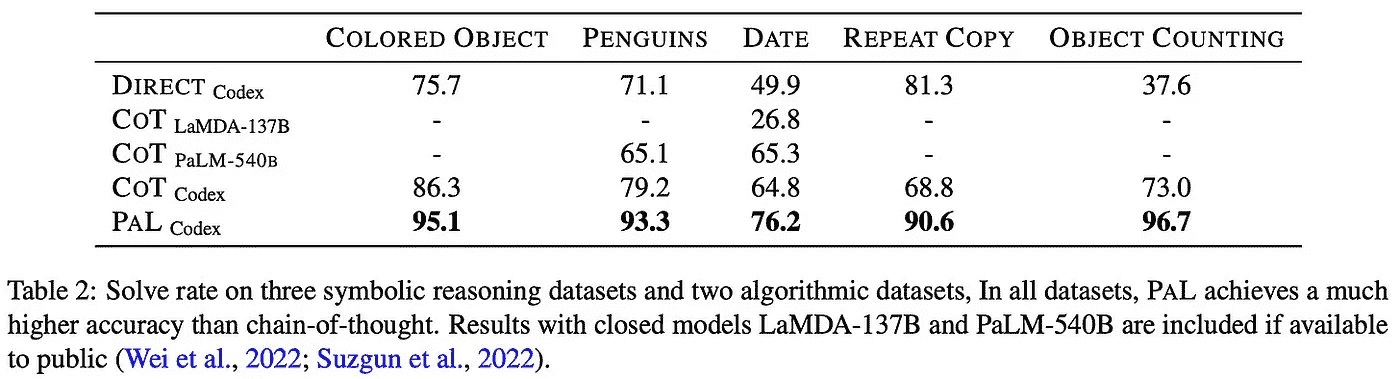 COLORED OBJECT PENGUINS DATE REPEAT COPY OBJECT COUNTING
DIRECT Codex 75.7 71.1 49.9 81.3 37.6
COT LaMDA-137B - - 26.8 - -
COT PaLM-540B - 65.1 65.3 - -
COT Codex 86.3 79.2 64.8 68.8 73.0
PAL Codex 95.1 93.3 76.2 90.6 96.7
Table 2: Solve rate on three symbolic reasoning datasets and two algorithmic datasets, In all datasets, PAL achieves a much
higher accuracy than chain-of-thought. Results with closed models LaMDA-137B and PaLM-540B are included if available
to public (Wei et al., 2022; Suzgun et al., 2022).